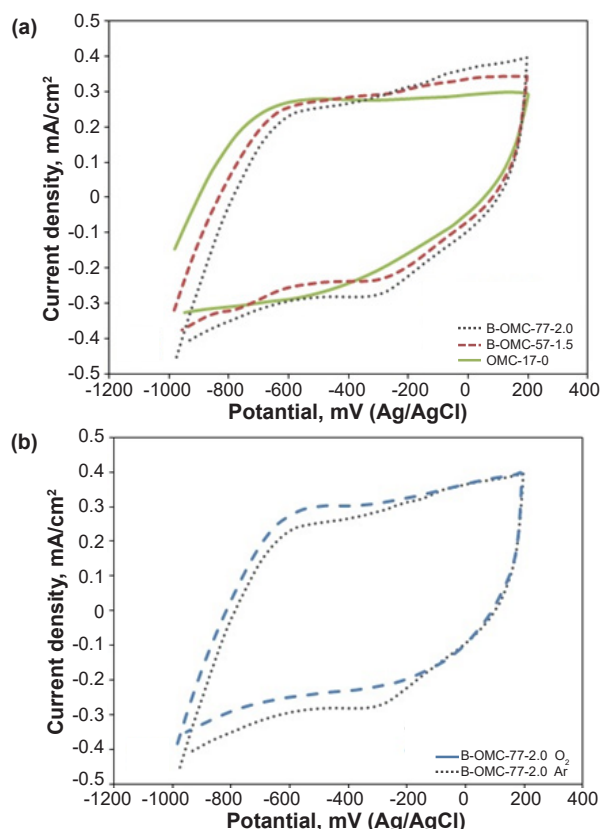 (a)
0.5
0.4
0.3
0.2
0.1
0
-0.1
-0.2
-0.3
-0.4
-0.5
Current density, mA/cm²
B-OMC-77-2.0
B-OMC-57-1.5
OMC-17-0
-1200 -1000 -800 -600 -400 -200 0 200 400
Potantial, mV (Ag/AgCl)
(b)
0.5
0.4
0.3
0.2
0.1
0
-0.1
-0.2
-0.3
-0.4
-0.5
Current density, mA/cm²
B-OMC-77-2.0 O₂
B-OMC-77-2.0 Ar
-1200 -1000 -800 -600 -400 -200 0 200 400
Potantial, mV (Ag/AgCl)